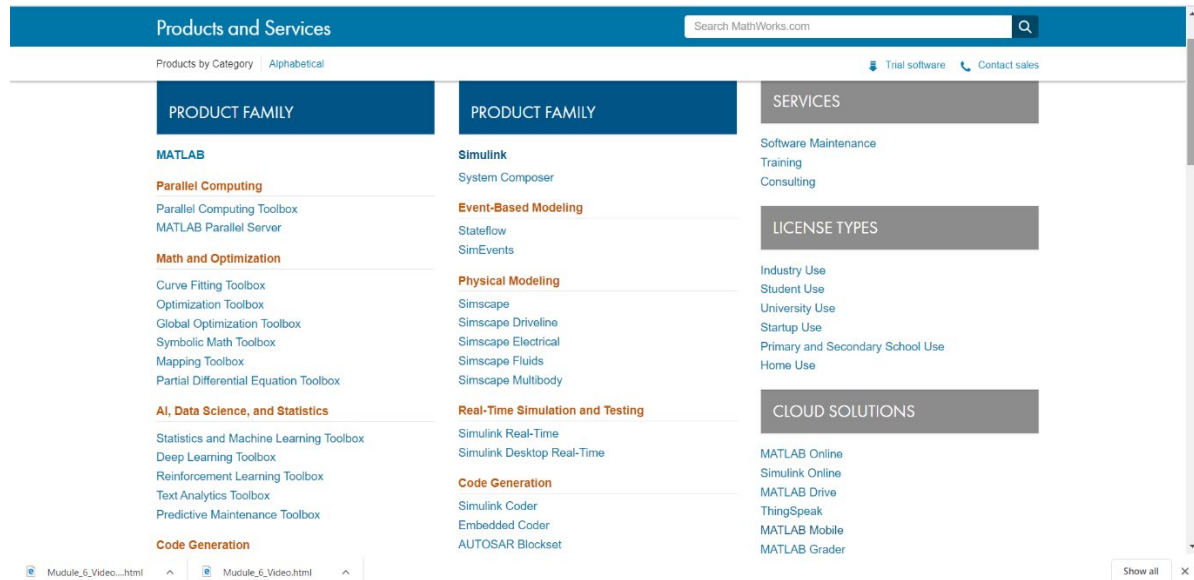 Products and Services
Search MathWorks.com
Products by Category Alphabetical
Trial software Contact sales
PRODUCT FAMILY
MATLAB
Parallel Computing
Parallel Computing Toolbox
MATLAB Parallel Server
Math and Optimization
Curve Fitting Toolbox
Optimization Toolbox
Global Optimization Toolbox
Symbolic Math Toolbox
Mapping Toolbox
Partial Differential Equation Toolbox
AI, Data Science, and Statistics
Statistics and Machine Learning Toolbox
Deep Learning Toolbox
Reinforcement Learning Toolbox
Text Analytics Toolbox
Predictive Maintenance Toolbox
Code Generation
PRODUCT FAMILY
Simulink
System Composer
Event-Based Modeling
Stateflow
SimEvents
Physical Modeling
Simscape
Simscape Driveline
Simscape Electrical
Simscape Fluids
Simscape Multibody
Real-Time Simulation and Testing
Simulink Real-Time
Simulink Desktop Real-Time
Code Generation
Simulink Coder
Embedded Coder
AUTOSAR Blockset
SERVICES
Software Maintenance
Training
Consulting
LICENSE TYPES
Industry Use
Student Use
University Use
Startup Use
Primary and Secondary School Use
Home Use
CLOUD SOLUTIONS
MATLAB Online
Simulink Online
MATLAB Drive
ThingSpeak
MATLAB Mobile
MATLAB Grader
Mudule_6_Video....html
Mudule_6_Video.html
Show all